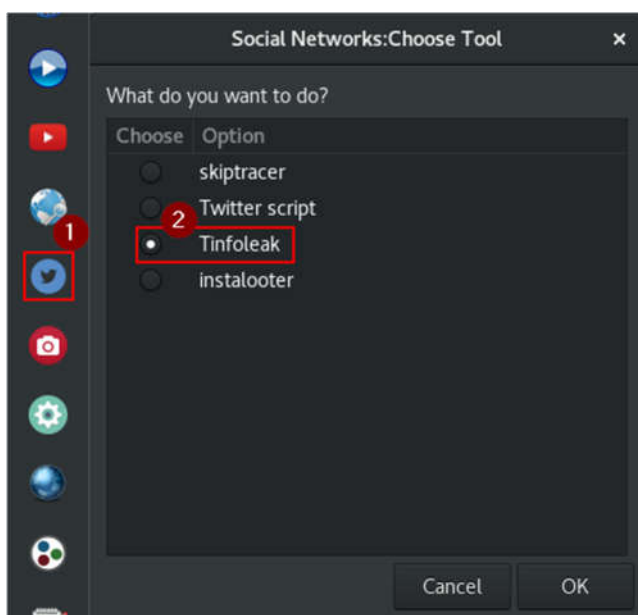 Social Networks:Choose Tool ×
What do you want to do?
Choose Option
skiptracer
Twitter script
Tinfoleak
instalooter
1
2
Cancel OK